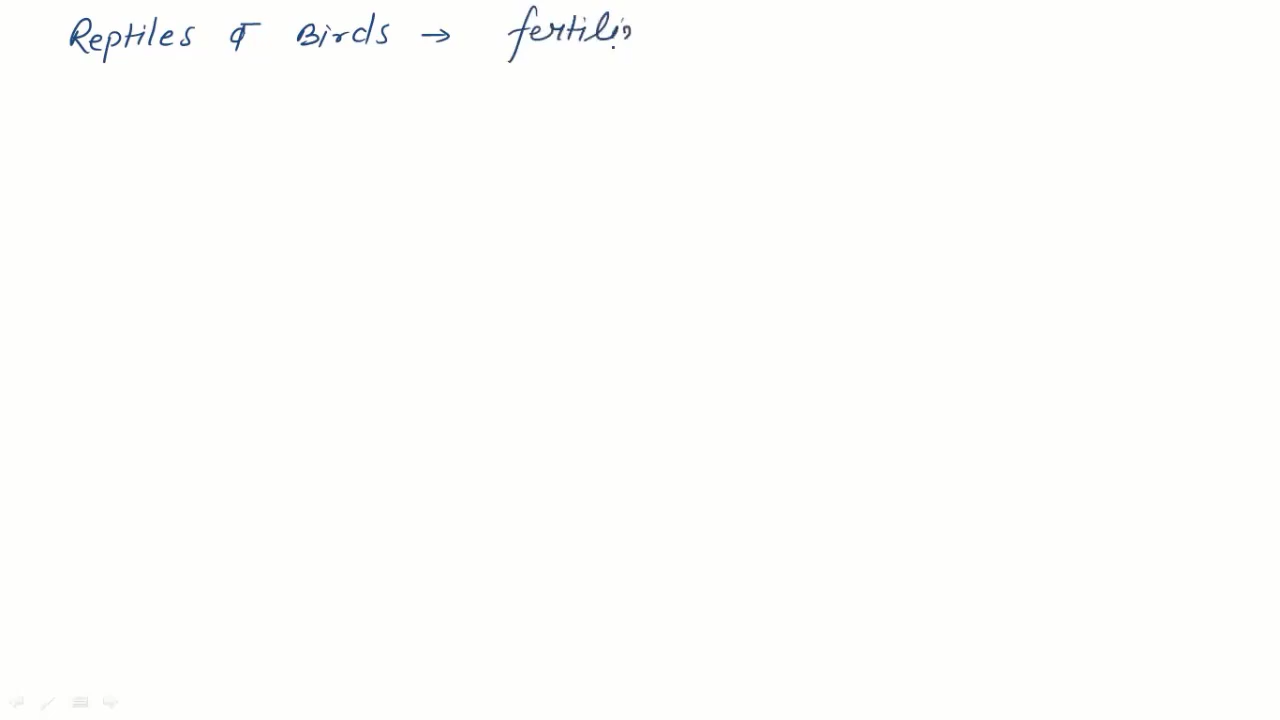 Reptiles & Birds → fertili